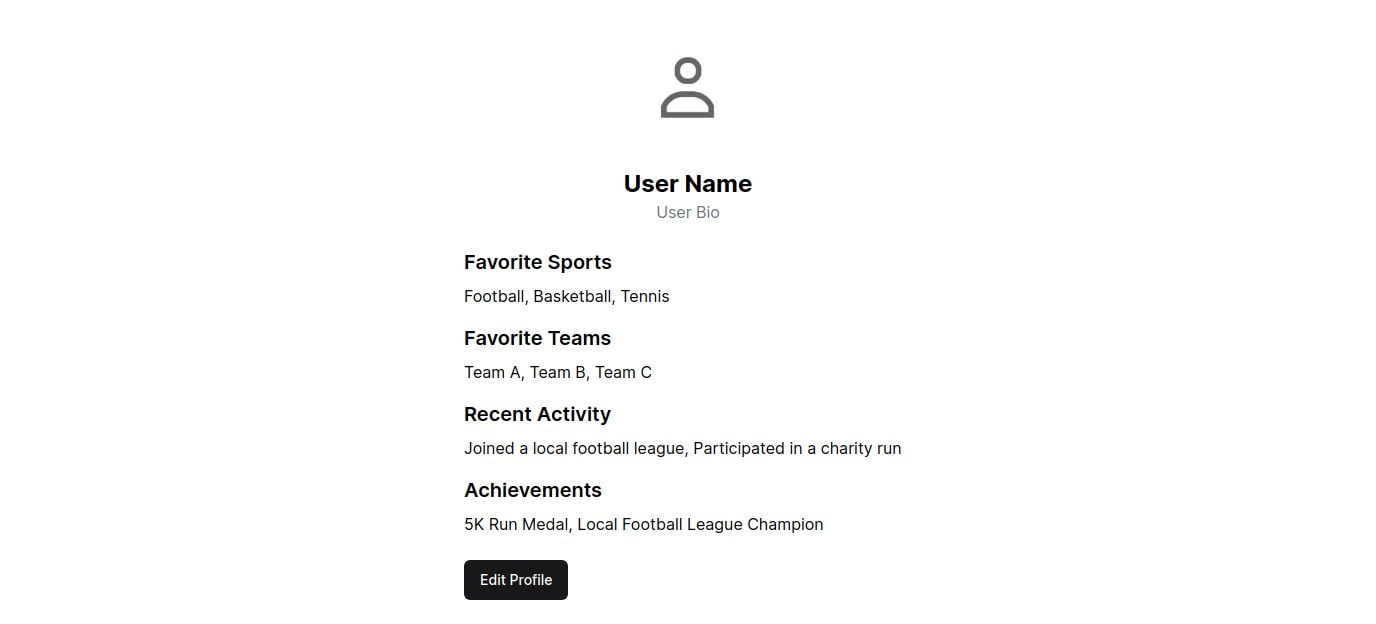 User Name
User Bio
Favorite Sports
Football, Basketball, Tennis
Favorite Teams
Team A, Team B, Team C
Recent Activity
Joined a local football league, Participated in a charity run
Achievements
5K Run Medal, Local Football League Champion
Edit Profile